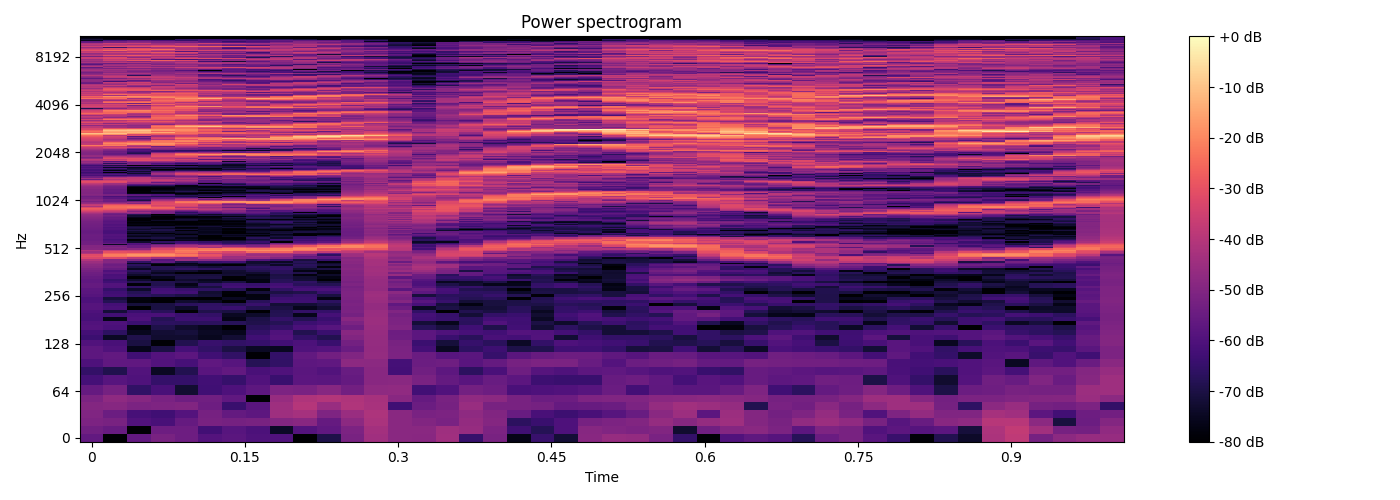 Power spectrogram
Hz
8192
4096
2048
1024
512
256
128
64
0
0 0.15 0.3 0.45 0.6 0.75 0.9
Time
+0 dB
-10 dB
-20 dB
-30 dB
-40 dB
-50 dB
-60 dB
-70 dB
-80 dB